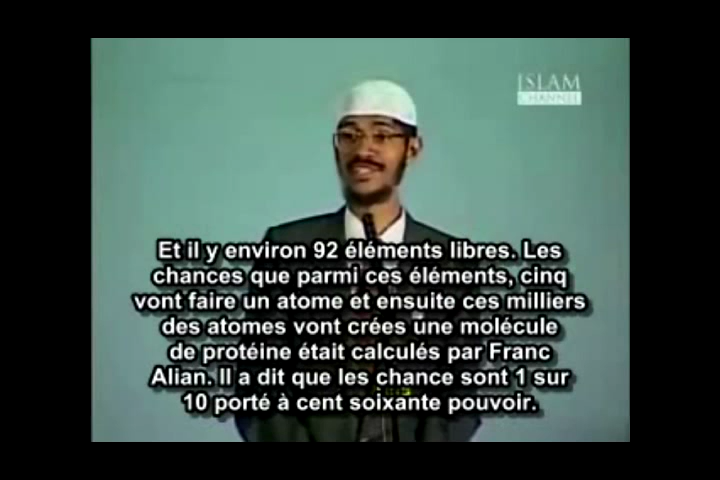 ISLAM
CHANNEL
Et il y environ 92 éléments libres. Les
chances que parmi ces éléments, cinq
vont faire un atome et ensuite ces milliers
des atomes vont crées une molécule
de protéine était calculés par Franc
Alian. Il a dit que les chance sont 1 sur
10 porté à cent soixante pouvoir.